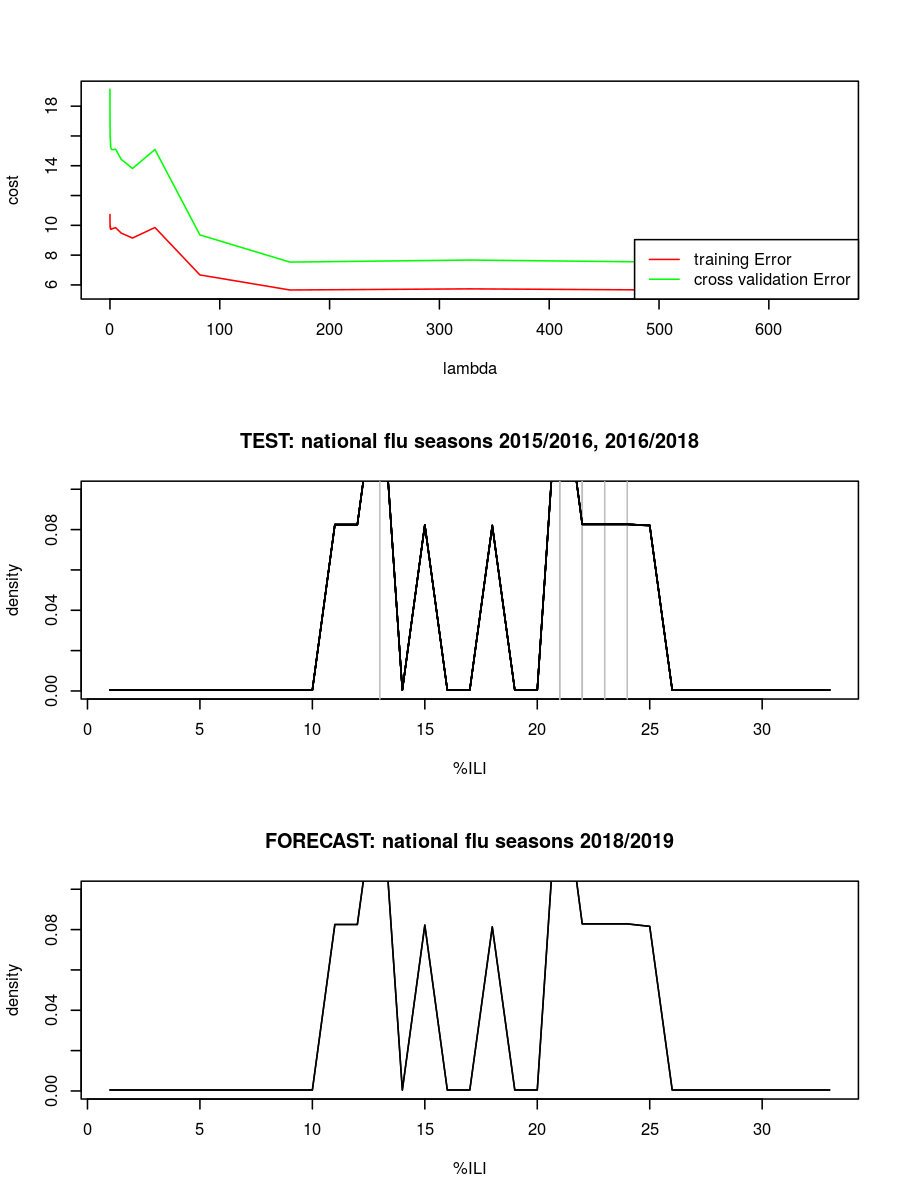 cost
18
14
10
8
6
training Error
cross validation Error
0 100 200 300 400 500 600
lambda
TEST: national flu seasons 2015/2016, 2016/2018
density
0.08
0.04
0.00
0 5 10 15 20 25 30
%ILI
FORECAST: national flu seasons 2018/2019
density
0.08
0.04
0.00
0 5 10 15 20 25 30
%ILI